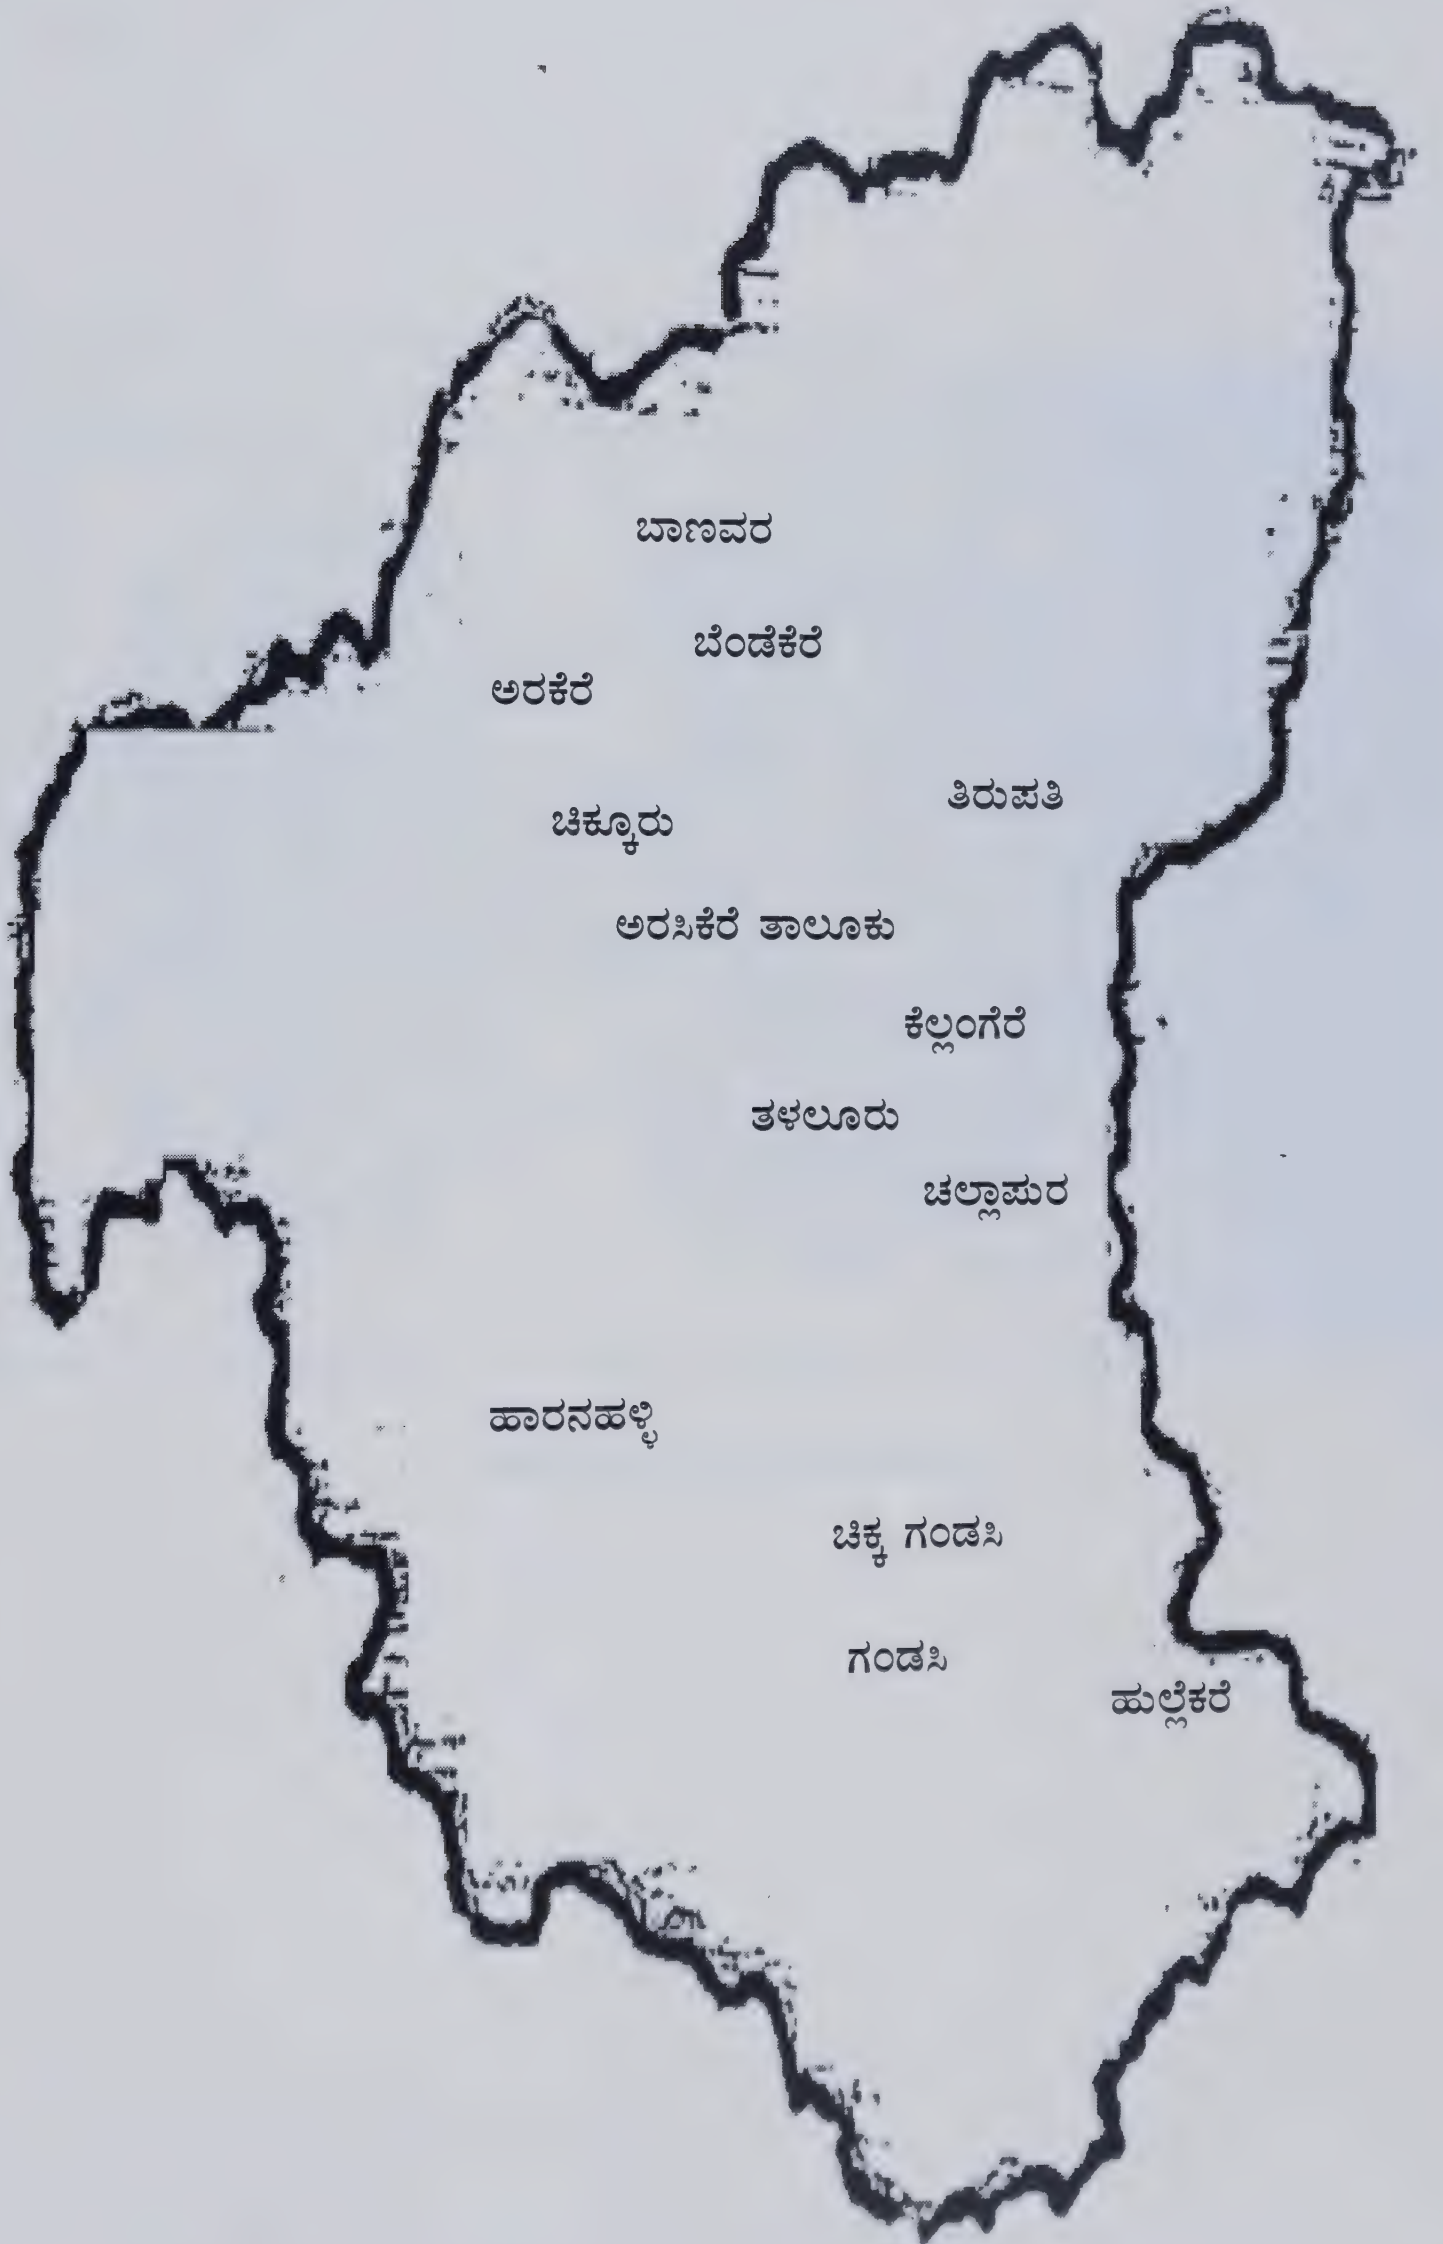 ಬಾಣವರ
ಬೆಂಡೆಕೆರೆ
ಅರಕೆರೆ
ತಿರುಪತಿ
ಚಿಕ್ಕೂರು
ಅರಸಿಕೆರೆ ತಾಲೂಕು
ಕೆಲ್ಲಂಗೆರೆ
ತಳಲೂರು
ಚಲ್ಲಾಪುರ
ಹಾರನಹಳ್ಳಿ
ಚಿಕ್ಕ ಗಂಡಸಿ
ಗಂಡಸಿ
ಹುಲ್ಲೆಕರೆ